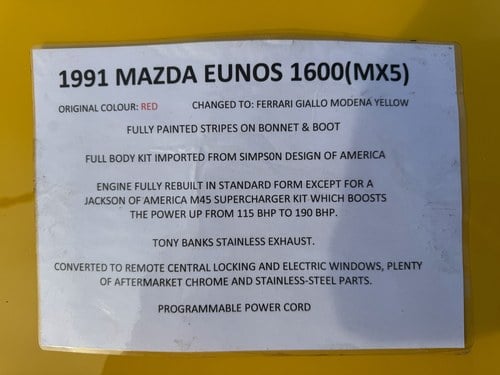 1991 MAZDA EUNOS 1600(MX5)
ORIGINAL COLOUR: RED CHANGED TO: FERRARI GIALLO MODENA YELLOW
FULLY PAINTED STRIPES ON BONNET & BOOT
FULL BODY KIT IMPORTED FROM SIMPSON DESIGN OF AMERICA
ENGINE FULLY REBUILT IN STANDARD FORM EXCEPT FOR A
JACKSON OF AMERICA M45 SUPERCHARGER KIT WHICH BOOSTS
THE POWER UP FROM 115 BHP TO 190 BHP.
TONY BANKS STAINLESS EXHAUST.
CONVERTED TO REMOTE CENTRAL LOCKING AND ELECTRIC WINDOWS, PLENTY
OF AFTERMARKET CHROME AND STAINLESS-STEEL PARTS.
PROGRAMMABLE POWER CORD